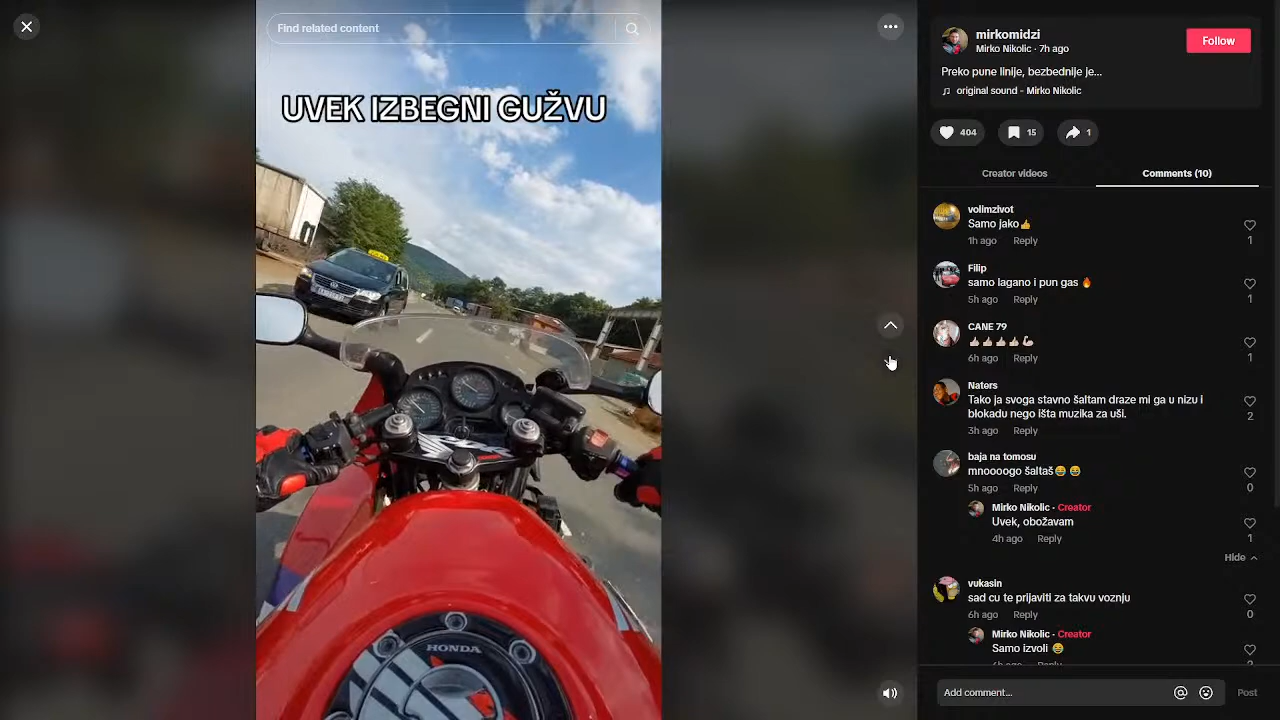 Find related content
UVEK IZBEGNI GUŽVU
HONDA
mirkomidzi
Mirko Nikolic · 7h ago
Follow
Preko pune linije, bezbednije je...
original sound - Mirko Nikolic
404
15
1
Creator videos
Comments (10)
volimzivot
Samo jako👍
1h ago
Reply
1
Filip
samo lagano i pun gas 🔥
5h ago
Reply
1
CANE 79
👍🏻👍🏻👍🏻👍🏻💪🏻
6h ago
Reply
1
Naters
Tako ja svoga stavno šaltam draze mi ga u nizu i
blokadu nego išta muzika za uši.
3h ago
Reply
2
baja na tomosu
mnoooogo šaltaš😂 😂
5h ago
Reply
0
Mirko Nikolic · Creator
Uvek, obožavam
4h ago
Reply
1
Hide
vukasin
sad cu te prijaviti za takvu voznju
6h ago
Reply
0
Mirko Nikolic · Creator
Samo izvoli 😂
Add comment...
Post